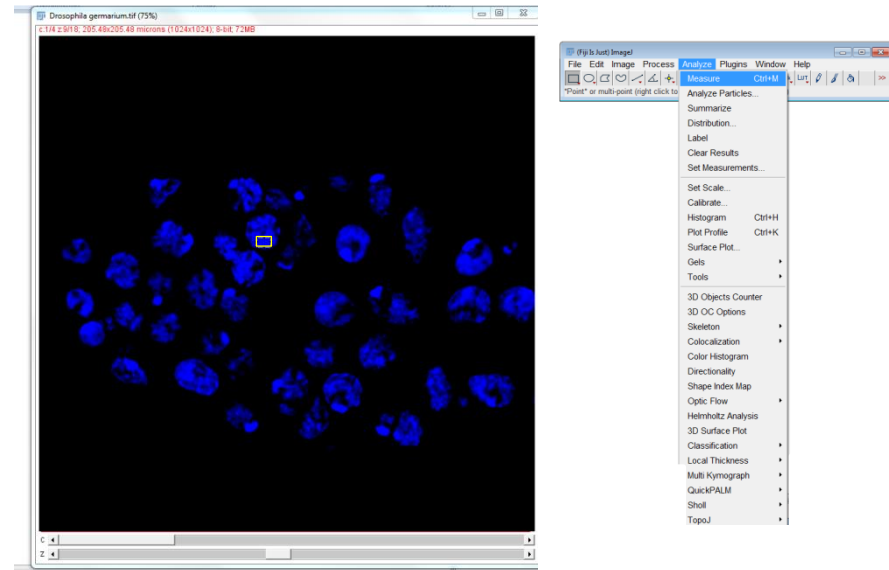 Drosophila germarium.tif (75%)
c:1/4 z:9/18; 205.48x205.48 microns (1024x1024); 8-bit; 72MB
C
Z
(Fiji Is Just) ImageJ
File Edit Image Process Analyze Plugins Window Help
LUT >>
*Point* or multi-point (right click to
Measure Ctrl+M
Analyze Particles...
Summarize
Distribution...
Label
Clear Results
Set Measurements...
Set Scale...
Calibrate...
Histogram Ctrl+H
Plot Profile Ctrl+K
Surface Plot...
Gels
Tools
3D Objects Counter
3D OC Options
Skeleton
Colocalization
Color Histogram
Directionality
Shape Index Map
Optic Flow
Helmholtz Analysis
3D Surface Plot
Classification
Local Thickness
Multi Kymograph
QuickPALM
Sholl
TopoJ